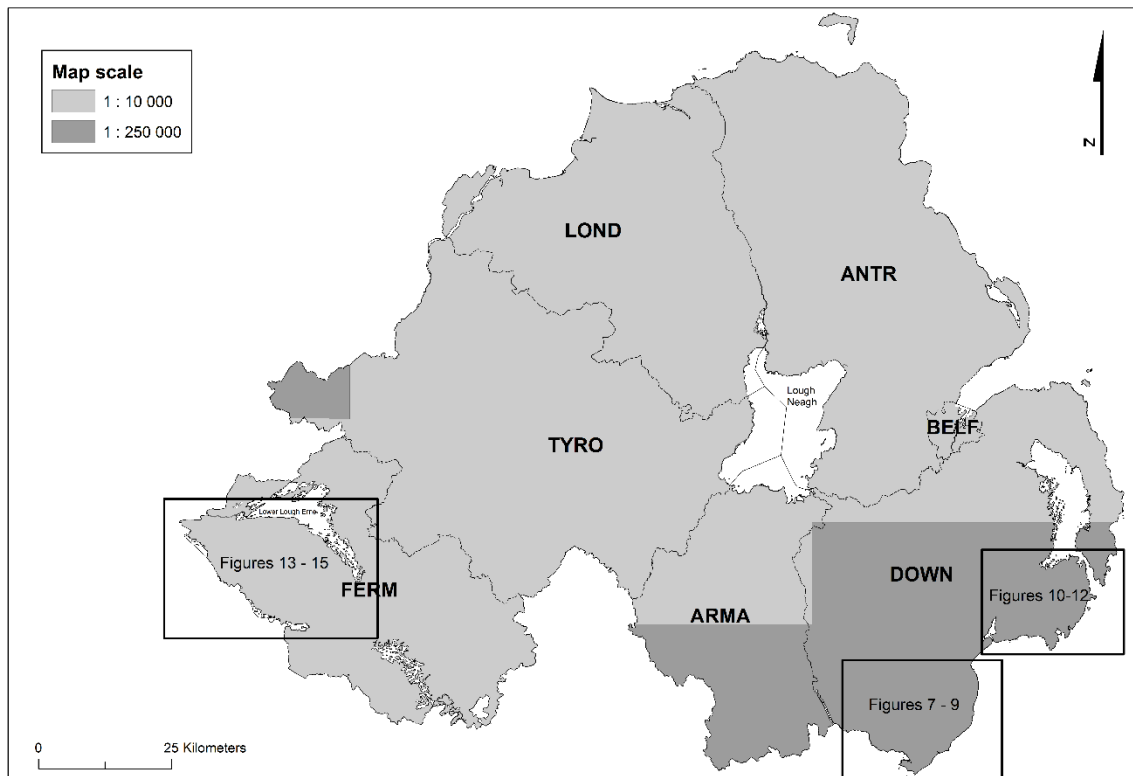 Map scale
1 : 10 000
1 : 250 000
N
LOND
ANTR
Lough
Neagh
BELF
TYRO
Lower Lough Erne
Figures 13 - 15
FERM
DOWN
Figures 10-12
ARMA
Figures 7 - 9
0
25 Kilometers